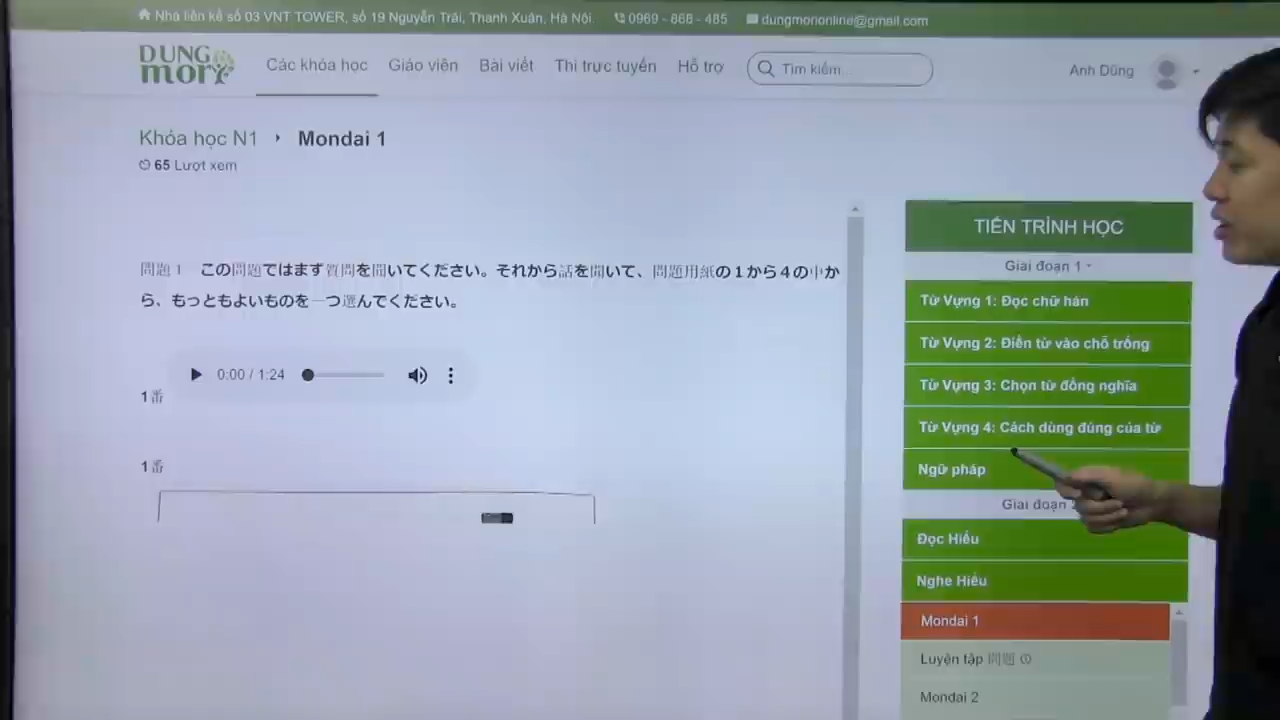 Nhà liền kề số 03 VNT TOWER, số 19 Nguyễn Trãi, Thanh Xuân, Hà Nội.
0969 - 868 - 485
dungmorionline@gmail.com
DUNG
mori
Các khóa học
Giáo viên
Bài viết
Thi trực tuyến
Hỗ trợ
Tìm kiếm...
Anh Dũng
Khóa học N1
Mondai 1
65 Lượt xem
問題１ この問題ではまず質問を聞いてください。それから話を聞いて、問題用紙の１から４の中か
ら、もっともよいものを一つ選んでください。
0:00 / 1:24
1番
1番
TIẾN TRÌNH HỌC
Giai đoạn 1
Từ Vựng 1: Đọc chữ hán
Từ Vựng 2: Điền từ vào chỗ trống
Từ Vựng 3: Chọn từ đồng nghĩa
Từ Vựng 4: Cách dùng đúng của từ
Ngữ pháp
Giai đoạn
Đọc Hiểu
Nghe Hiểu
Mondai 1
Luyện tập 問題
Mondai 2